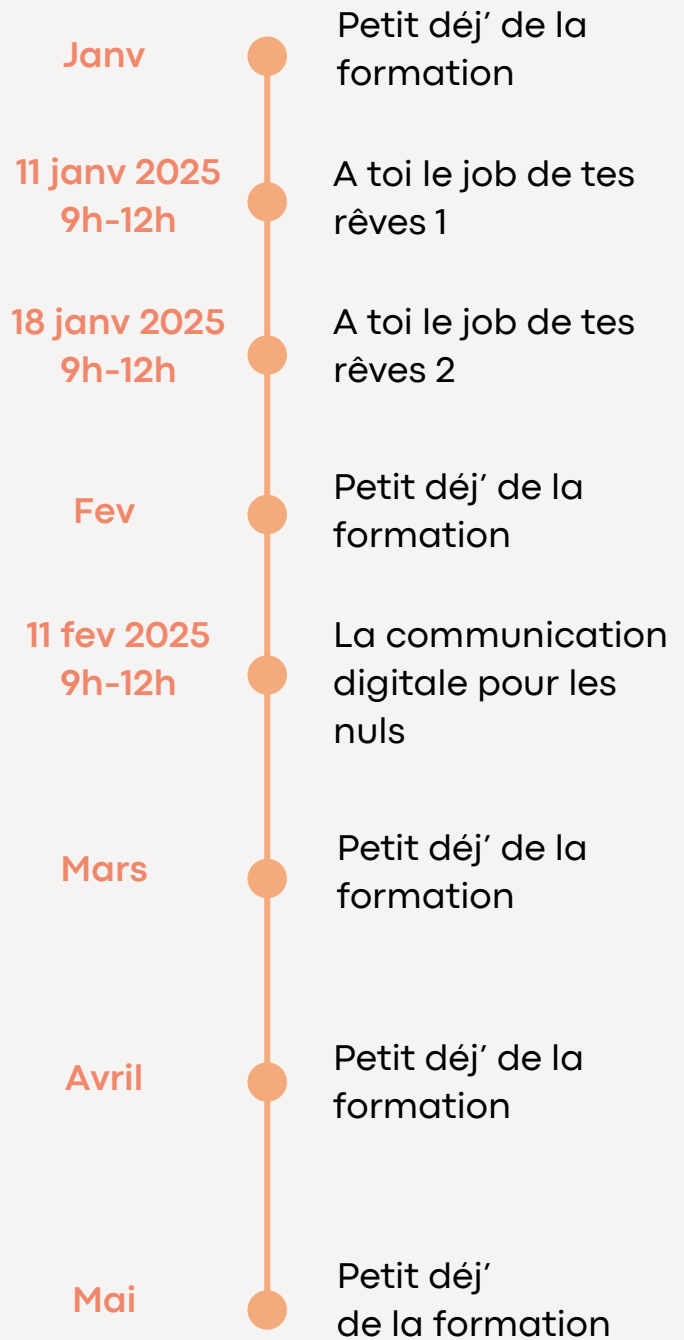 Janv
Petit déj’ de la
formation
11 janv 2025
9h-12h
A toi le job de tes
rêves 1
18 janv 2025
9h-12h
A toi le job de tes
rêves 2
Fev
Petit déj’ de la
formation
11 fev 2025
9h-12h
La communication
digitale pour les
nuls
Mars
Petit déj’ de la
formation
Avril
Petit déj’ de la
formation
Mai
Petit déj’
de la formation